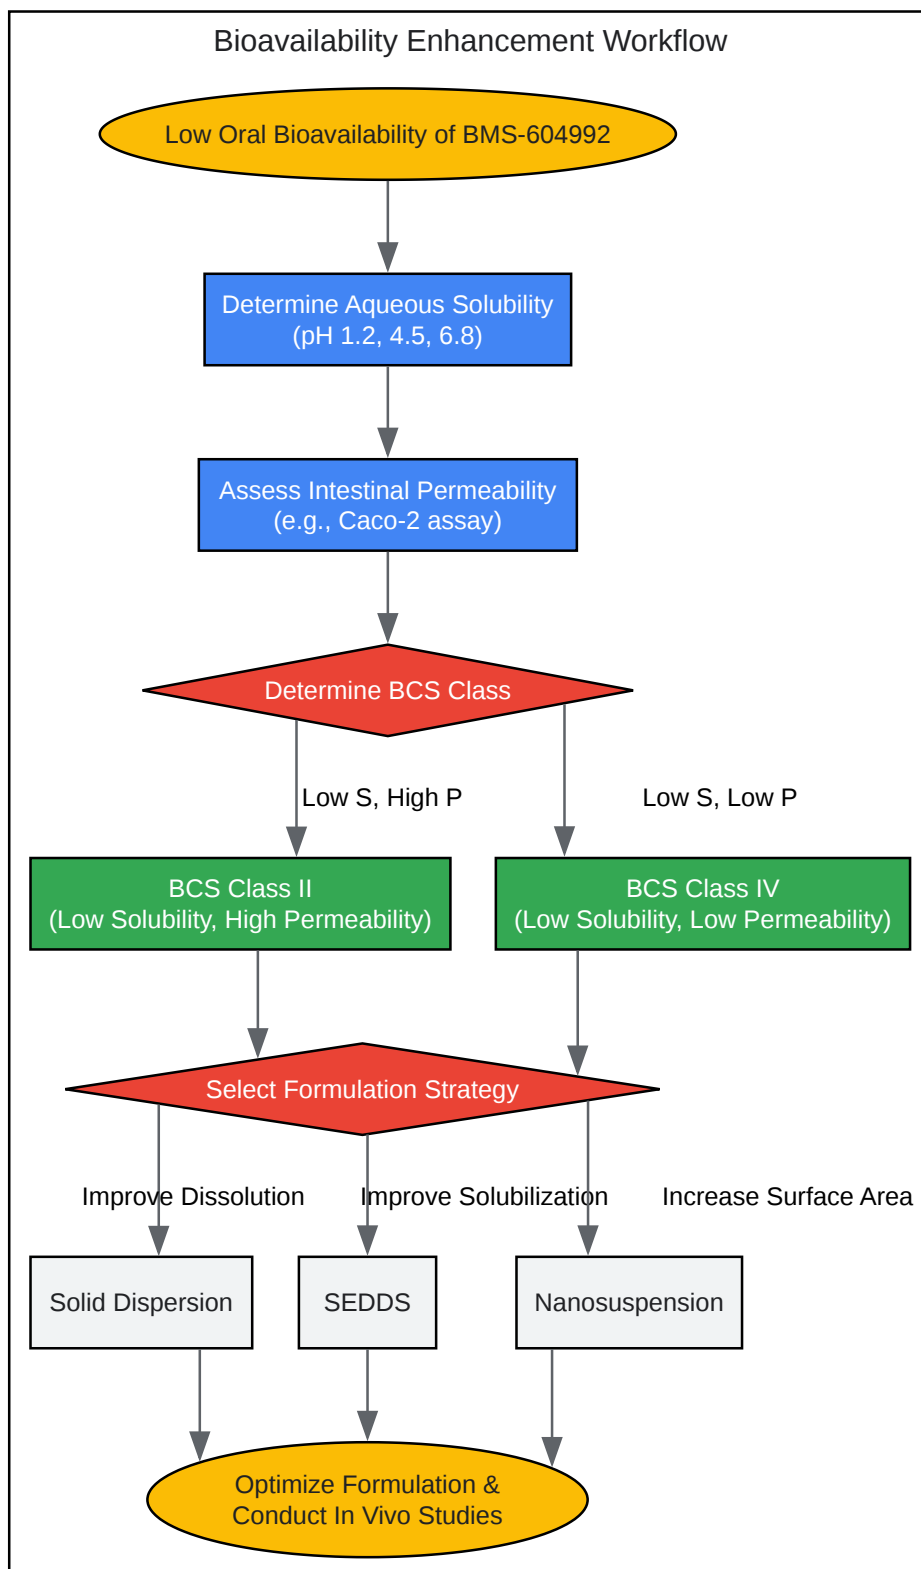 Bioavailability Enhancement Workflow
Low Oral Bioavailability of BMS-604992
Determine Aqueous Solubility
(pH 1.2, 4.5, 6.8)
Assess Intestinal Permeability
(e.g., Caco-2 assay)
Determine BCS Class
Low S, High P
Low S, Low P
BCS Class II
(Low Solubility, High Permeability)
BCS Class IV
(Low Solubility, Low Permeability)
Select Formulation Strategy
Improve Dissolution
Improve Solubilization
Increase Surface Area
Solid Dispersion
SEDDS
Nanosuspension
Optimize Formulation &
Conduct In Vivo Studies